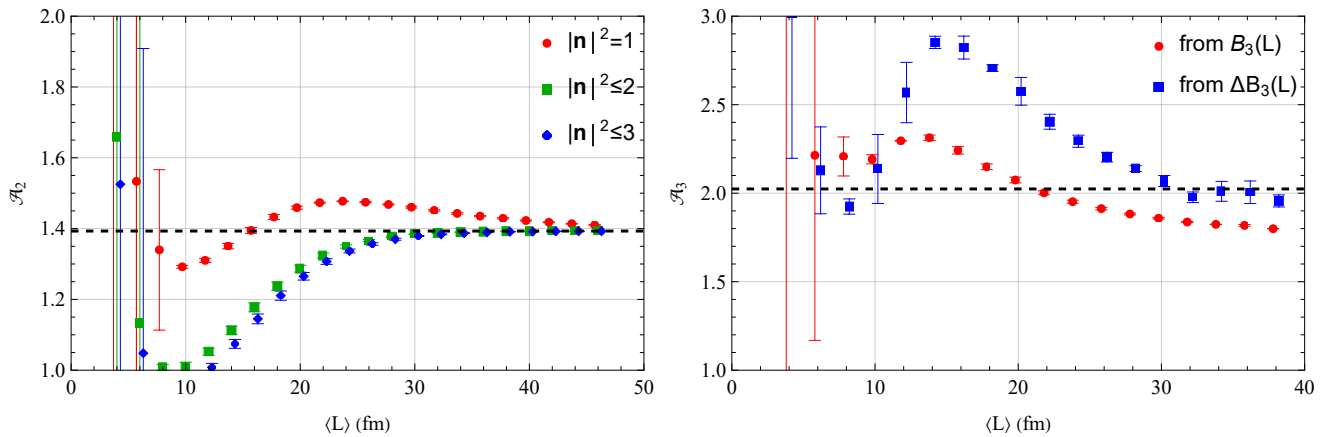 2.0
1.8
1.6
1.4
1.2
1.0
𝒜₂
0 10 20 30 40 50
⟨L⟩ (fm)
|n|²=1
|n|²≤2
|n|²≤3
3.0
2.5
2.0
1.5
1.0
𝒜₃
0 10 20 30 40
⟨L⟩ (fm)
from B₃(L)
from ΔB₃(L)